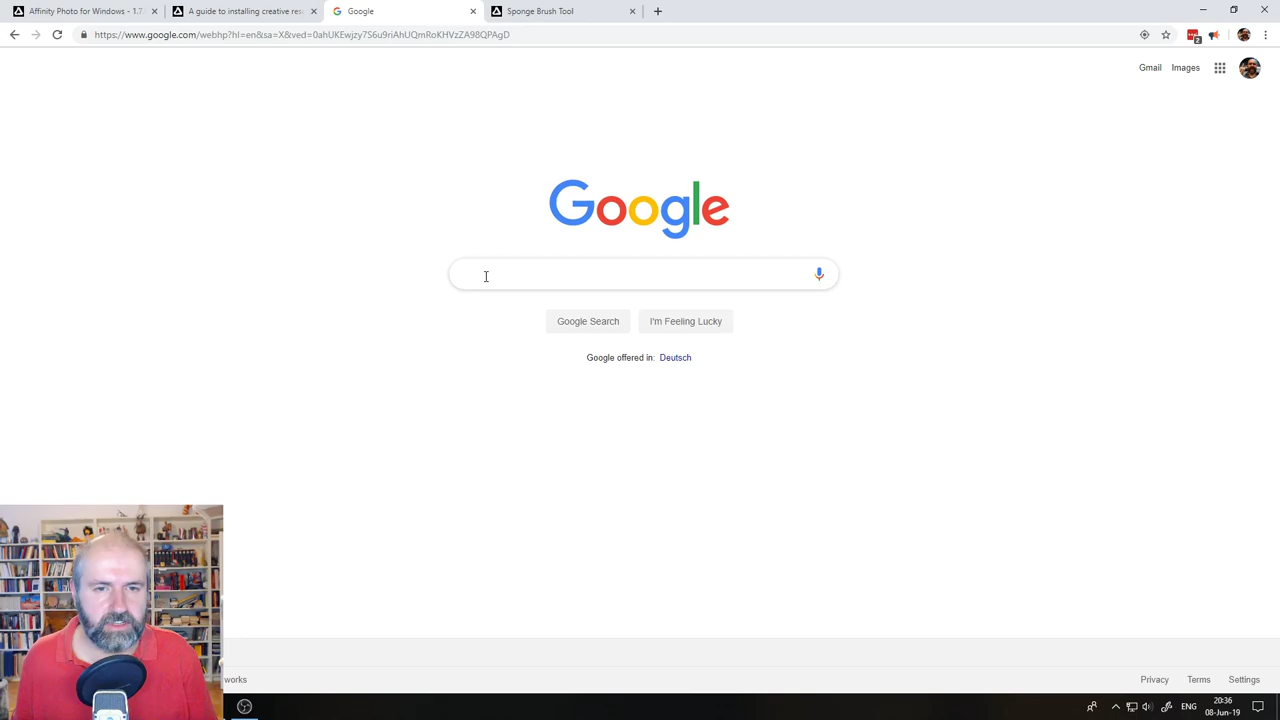 Affinity Photo for Windows - 1.7
A guide to installing creative res
Google
Sponge Brush Tool
https://www.google.com/webhp?hl=en&sa=X&ved=0ahUKEwjzy7S6u9riAhUQmRoKHVzZA98QPAgD
2
Gmail
Images
Google
Google Search
I'm Feeling Lucky
Google offered in: Deutsch
works
Privacy
Terms
Settings
ENG
20:36
08-Jun-19